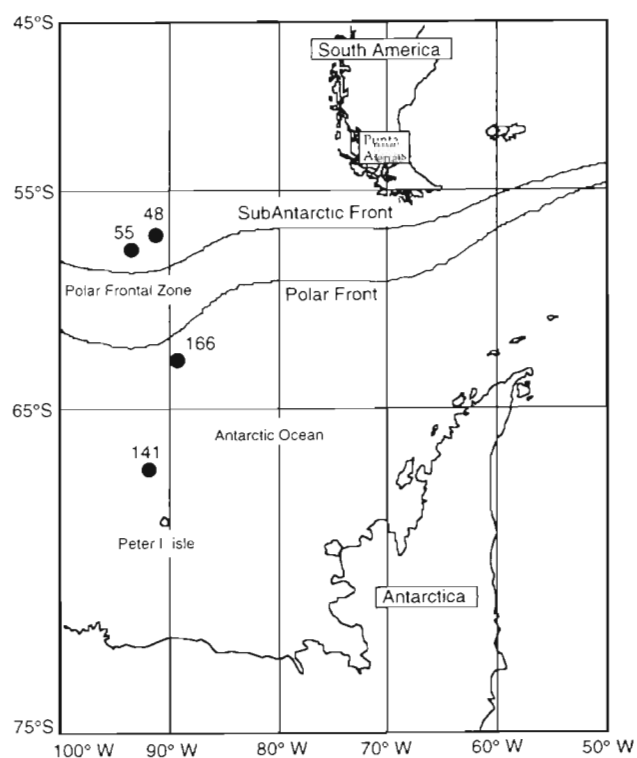 45°S
South America
Punta
55°S
48
SubAntarctic Front
55
Polar Frontal Zone
Polar Front
166
65°S
Antarctic Ocean
141
Peter I isle
Antarctica
75°S
100° W 90° W 80° W 70° W 60° W 50° W